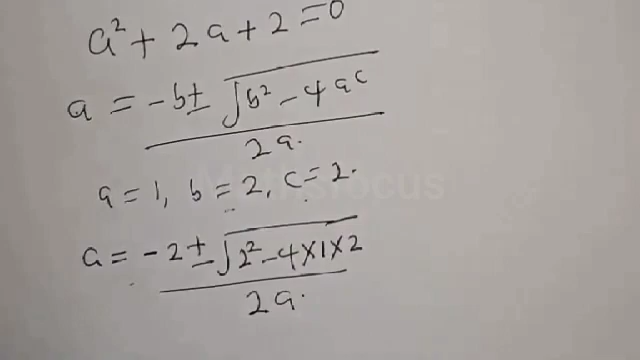 a² + 2a + 2 = 0
a = -b ± √b² - 4ac
2a.
a = 1, b = 2, c = 2.
a = -2 ± √2² - 4×1×2
2a.